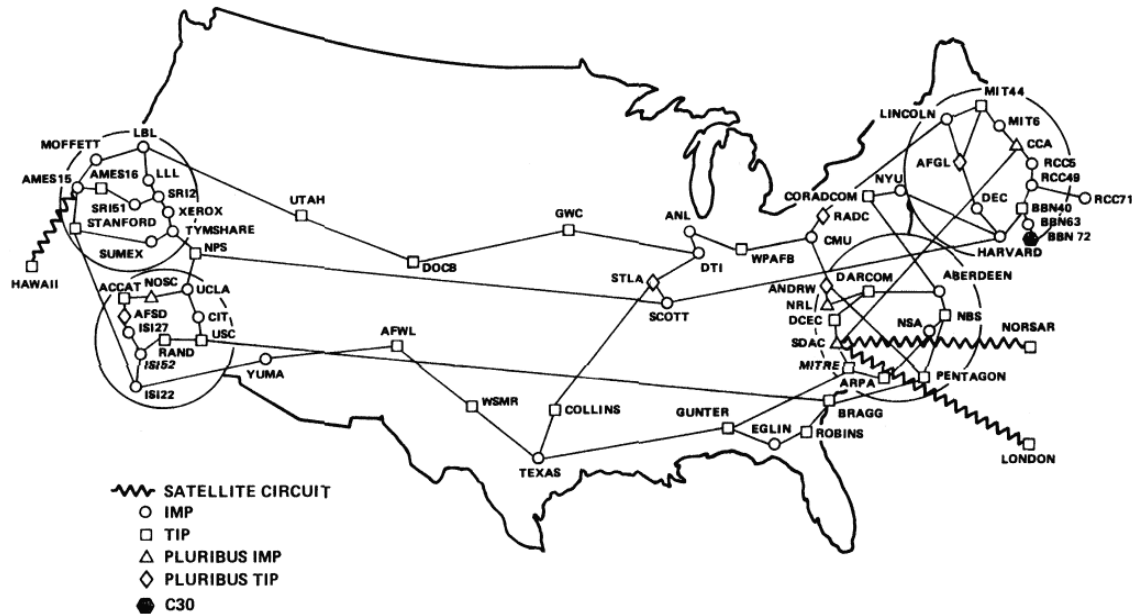 MIT44
LINCOLN
MIT6
CCA
LBL
MOFFETT
AMES16
LLL
AFGL
RCC5
AMES15
NYU
RCC49
SRI2
SRI51
CORADCOM
DEC
RCC71
UTAH
XEROX
GWC
ANL
RADC
BBN40
STANFORD
TYMSHARE
BBN63
SUMEX
NPS
CMU
HARVARD
BBN 72
DOCB
DTI
WPAFB
HAWAII
STLA
DARCOM
ABERDEEN
ACCAT
NOSC
UCLA
ANDRW
SCOTT
NRL
AFSD
CIT
DCEC
NBS
ISI27
NSA
NORSAR
AFWL
USC
SDAC
RAND
ISI52
MITRE
YUMA
ARPA
PENTAGON
ISI22
WSMR
COLLINS
GUNTER
BRAGG
EGLIN
ROBINS
TEXAS
LONDON
SATELLITE CIRCUIT
IMP
TIP
PLURIBUS IMP
PLURIBUS TIP
C30